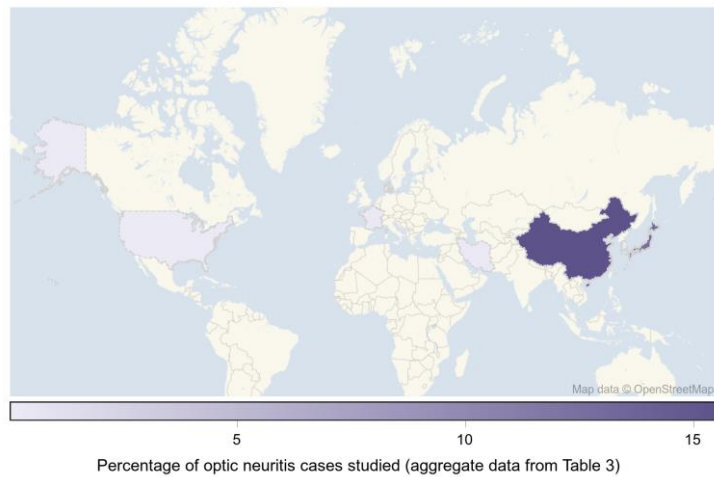 Map data © OpenStreetMap
5 10 15
Percentage of optic neuritis cases studied (aggregate data from Table 3)